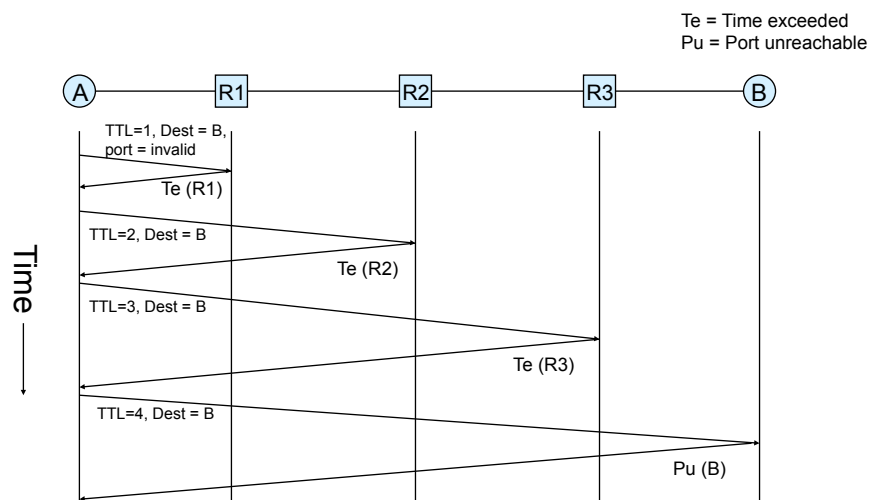 Te = Time exceeded
Pu = Port unreachable
A
R1
R2
R3
B
TTL=1, Dest = B,
port = invalid
Te (R1)
TTL=2, Dest = B
Te (R2)
Time
TTL=3, Dest = B
Te (R3)
TTL=4, Dest = B
Pu (B)